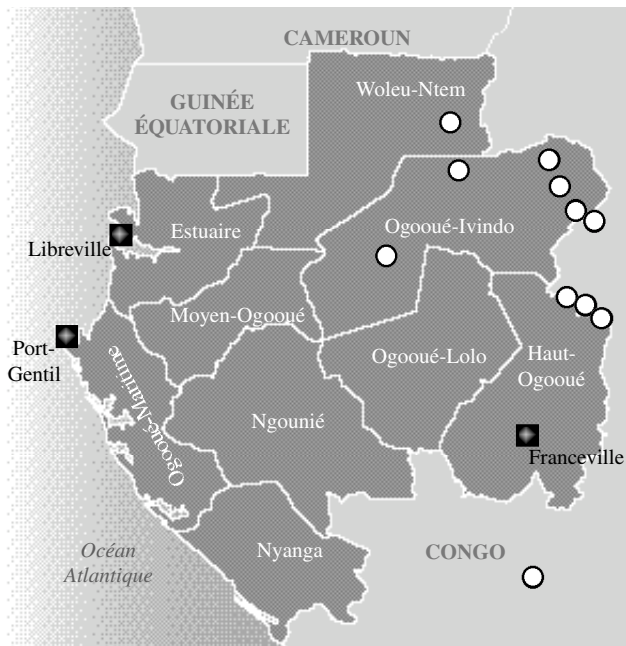 CAMEROUN
Woleu-Ntem
GUINÉE
ÉQUATORIALE
Estuaire
Ogooué-Ivindo
Libreville
Moyen-Ogooué
Port-
Gentil
Ogooué-Lolo
Haut-
Ogooué
Ogooué-Maritime
Ngounié
Franceville
Océan
Atlantique
Nyanga
CONGO